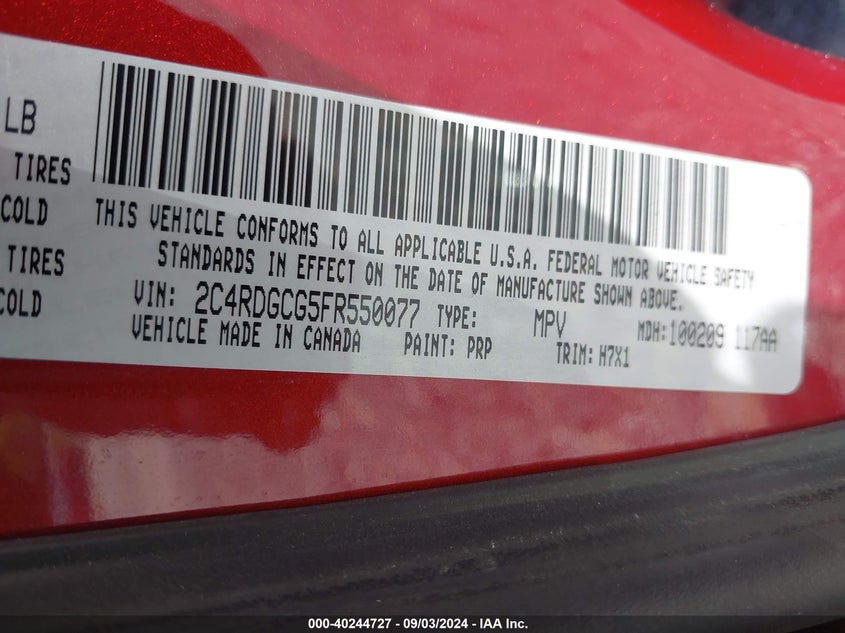 LB
TIRES
COLD
TIRES
COLD
THIS VEHICLE CONFORMS TO ALL APPLICABLE U.S.A. FEDERAL MOTOR VEHICLE SAFETY
STANDARDS IN EFFECT ON THE DATE OF MANUFACTURE SHOWN ABOVE.
VIN: 2C4RDGCG5FR550077 TYPE: MPV MDH: 100209 117AA
VEHICLE MADE IN CANADA PAINT: PRP TRIM: H7X1
000-40244727 - 09/03/2024 - IAA Inc.